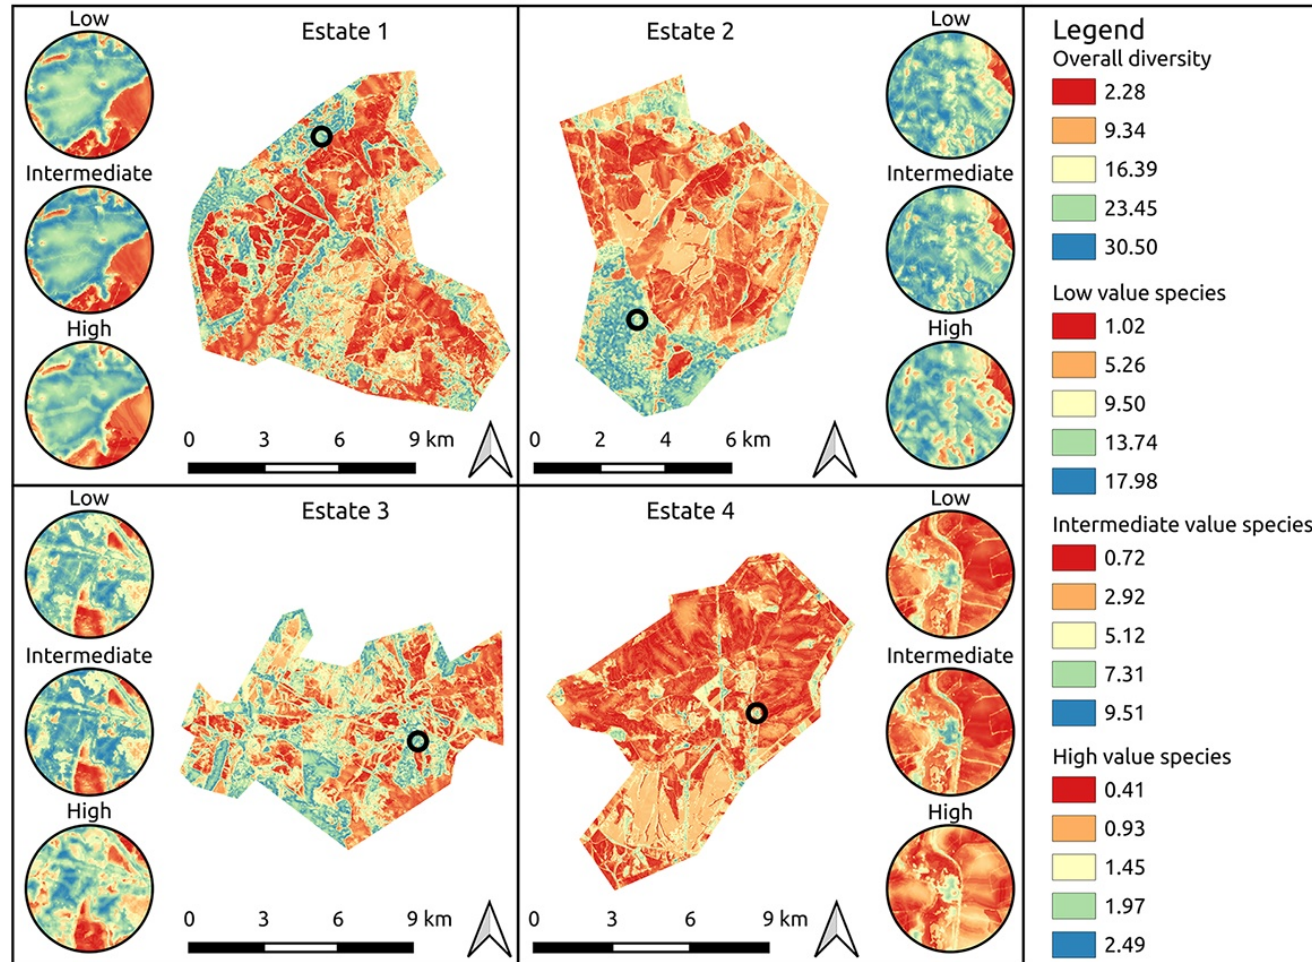 Estate 1
Low
Intermediate
High
0 3 6 9 km
Estate 2
Low
Intermediate
High
0 2 4 6 km
Estate 3
Low
Intermediate
High
0 3 6 9 km
Estate 4
Low
Intermediate
High
0 3 6 9 km
Legend
Overall diversity
2.28
9.34
16.39
23.45
30.50
Low value species
1.02
5.26
9.50
13.74
17.98
Intermediate value species
0.72
2.92
5.12
7.31
9.51
High value species
0.41
0.93
1.45
1.97
2.49